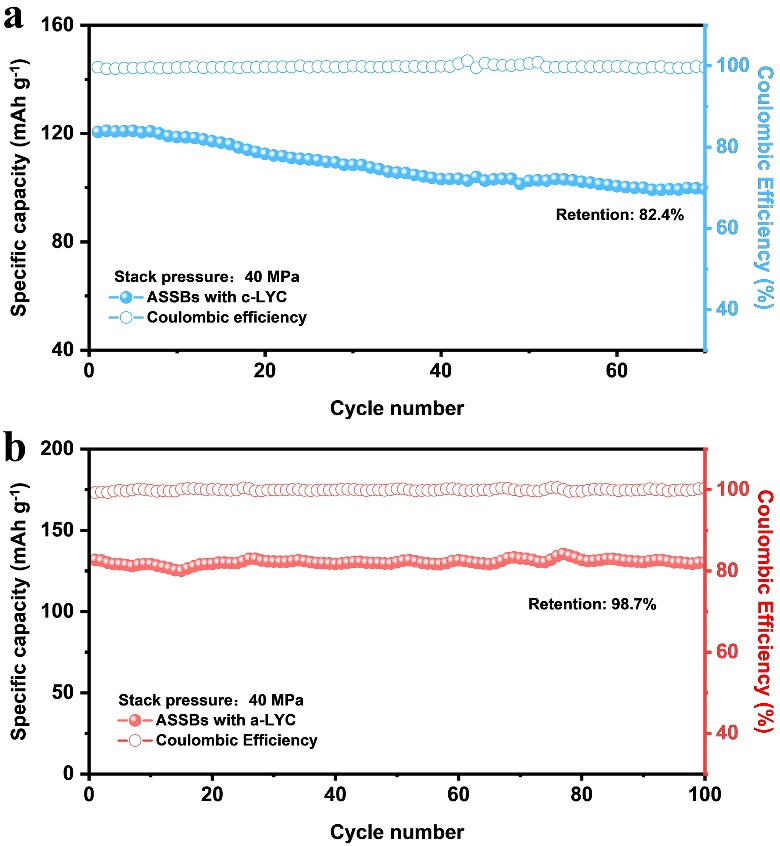 a
160
120
80
40
Specific capacity (mAh g-1)
100
80
60
40
Coulombic Efficiency (%)
Retention: 82.4%
Stack pressure：40 MPa
ASSBs with c-LYC
Coulombic efficiency
0
20
40
60
Cycle number
b
200
150
100
50
0
Specific capacity (mAh g-1)
100
80
60
40
Coulombic Efficiency (%)
Retention: 98.7%
Stack pressure：40 MPa
ASSBs with a-LYC
Coulombic Efficiency
0
20
40
60
80
100
Cycle number